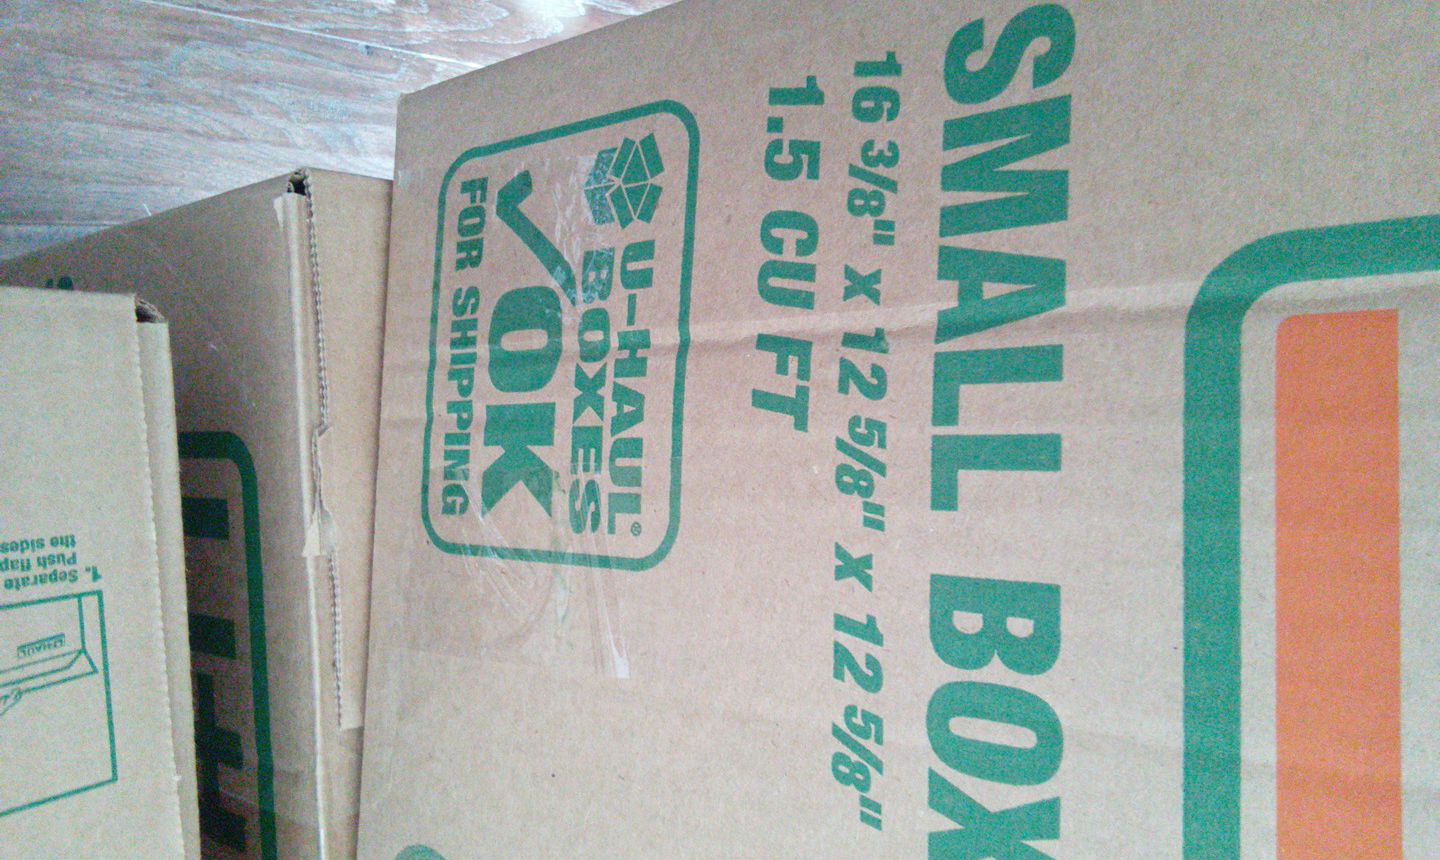 SMALL BOX
16 3/8" X 12 5/8" X 12 5/8"
1.5 CU FT
U-HAUL®
BOXES
✓OK
FOR SHIPPING
1. Separate
Push flap
the sides
U-HAUL